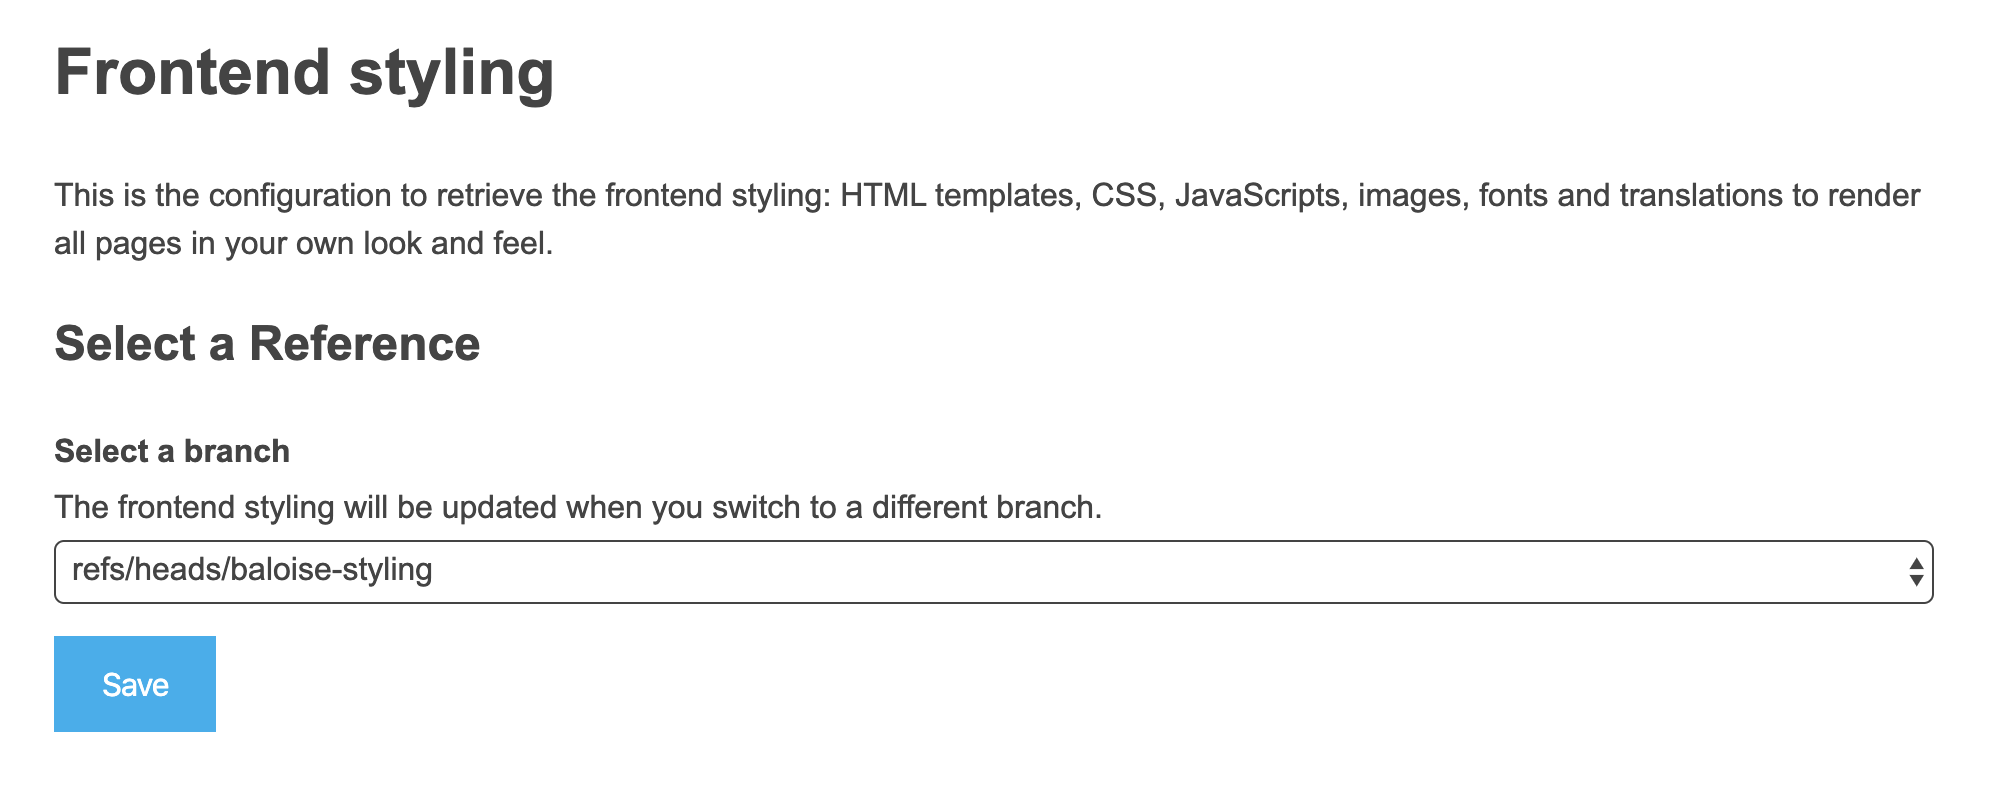 Frontend styling
This is the configuration to retrieve the frontend styling: HTML templates, CSS, JavaScripts, images, fonts and translations to render
all pages in your own look and feel.
Select a Reference
Select a branch
The frontend styling will be updated when you switch to a different branch.
refs/heads/baloise-styling
Save